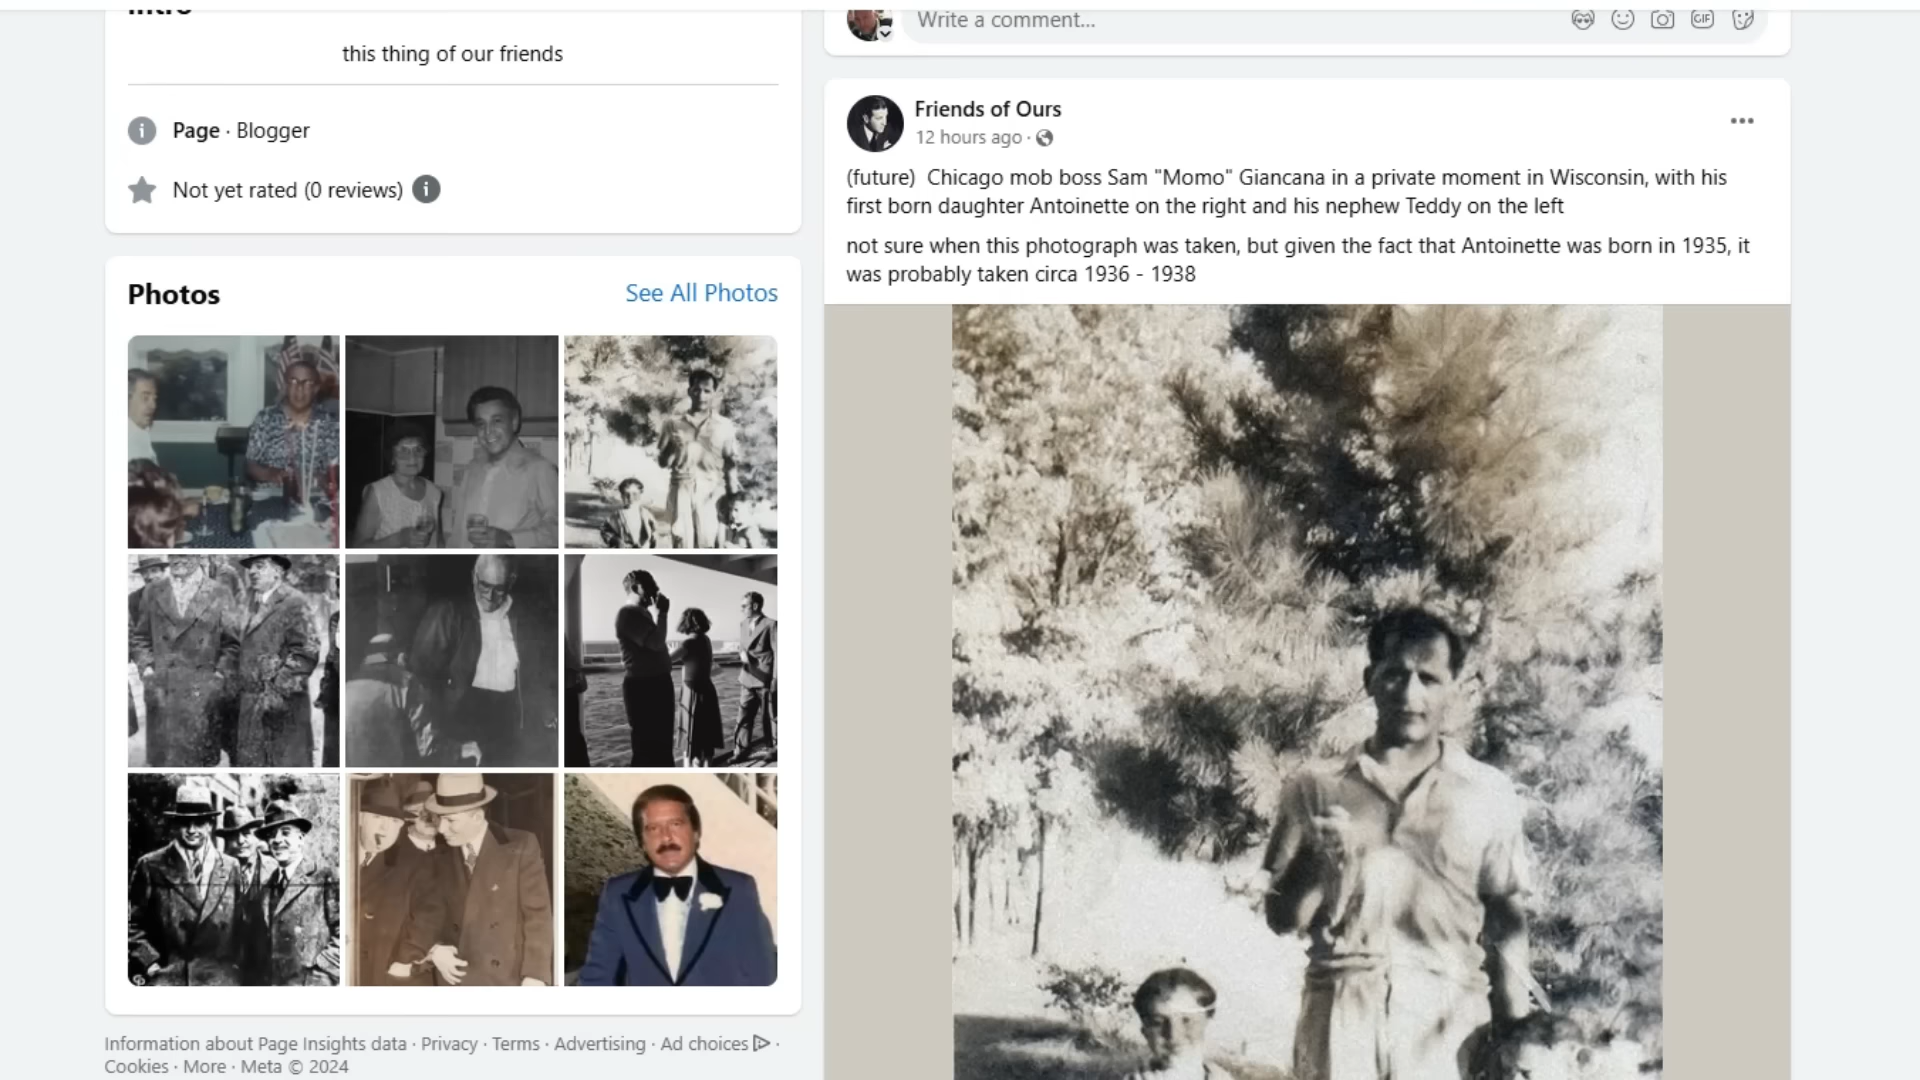 this thing of our friends
Page · Blogger
Not yet rated (0 reviews)
Photos
See All Photos
Information about Page Insights data · Privacy · Terms · Advertising · Ad choices ·
Cookies · More · Meta © 2024
Write a comment...
GIF
Friends of Ours
12 hours ago ·
(future) Chicago mob boss Sam "Momo" Giancana in a private moment in Wisconsin, with his
first born daughter Antoinette on the right and his nephew Teddy on the left
not sure when this photograph was taken, but given the fact that Antoinette was born in 1935, it
was probably taken circa 1936 - 1938